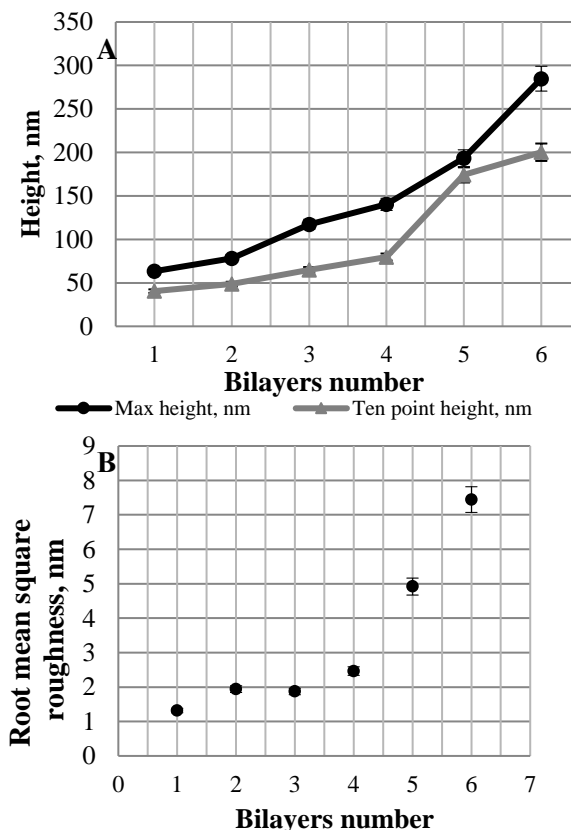 A
350
300
250
200
150
100
50
0
Height, nm
1 2 3 4 5 6
Bilayers number
Max height, nm Ten point height, nm
B
9
8
7
6
5
4
3
2
1
0
Root mean square
roughness, nm
0 1 2 3 4 5 6 7
Bilayers number